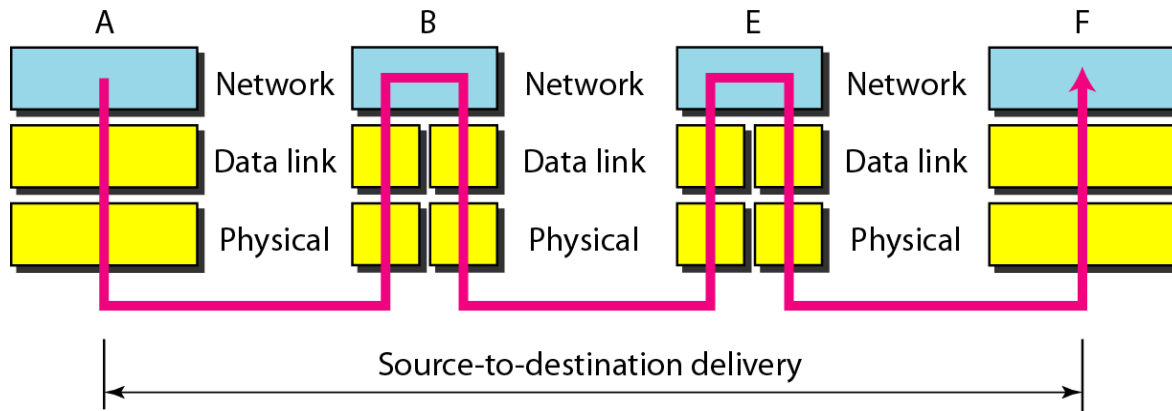 A B E F
Network Network Network
Data link Data link Data link
Physical Physical Physical
Source-to-destination delivery